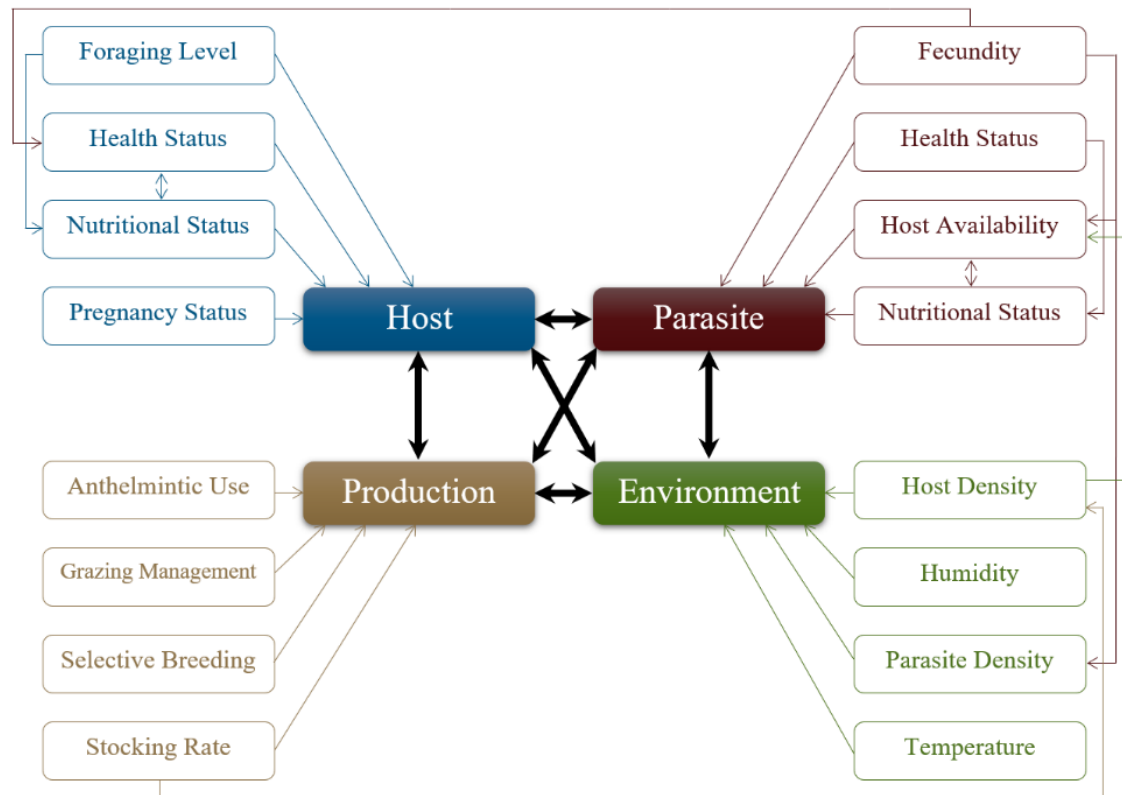 Foraging Level
Fecundity
Health Status
Health Status
Nutritional Status
Host Availability
Pregnancy Status
Host
Parasite
Nutritional Status
Anthelmintic Use
Production
Environment
Host Density
Grazing Management
Humidity
Selective Breeding
Parasite Density
Stocking Rate
Temperature